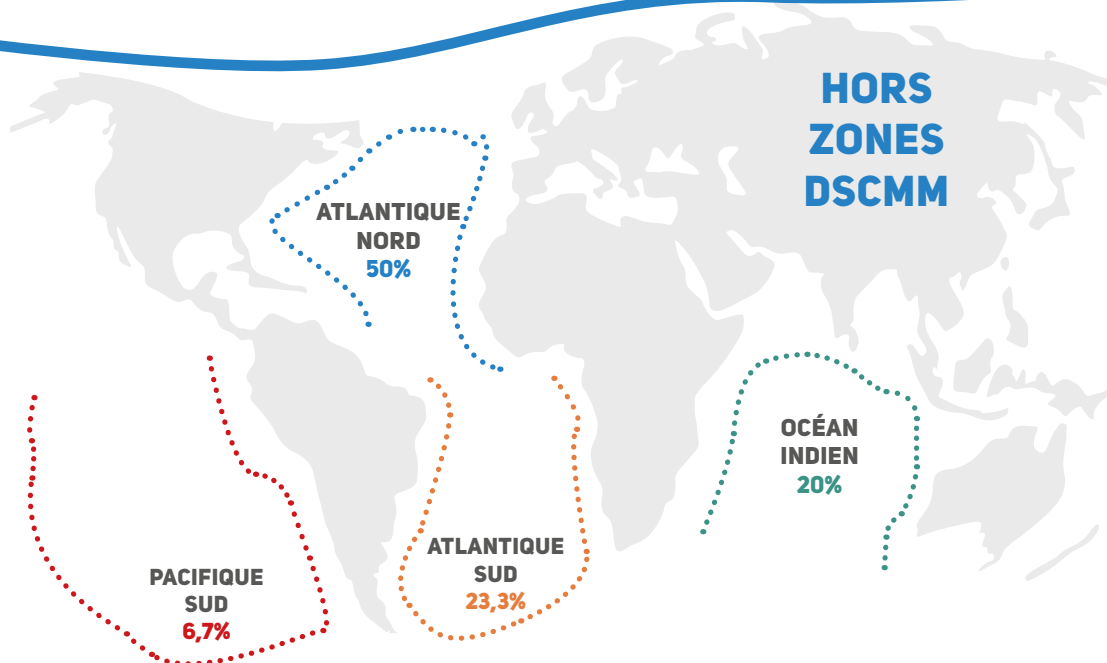 HORS
ZONES
DSCMM
ATLANTIQUE
NORD
50%
OCÉAN
INDIEN
20%
ATLANTIQUE
SUD
23,3%
PACIFIQUE
SUD
6,7%